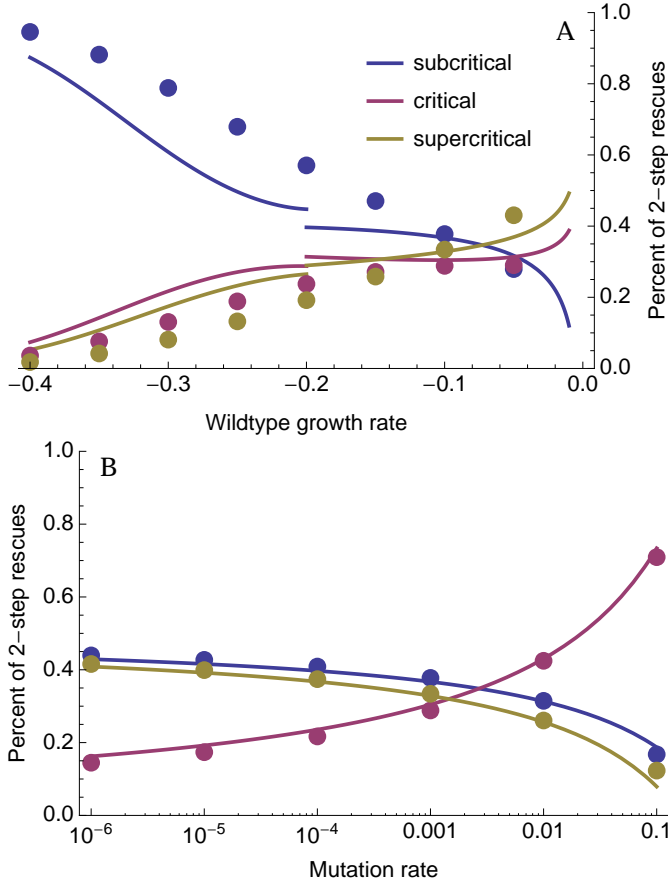 A
subcritical
critical
supercritical
1.0
0.8
0.6
0.4
0.2
0.0
Percent of 2−step rescues
−0.4
−0.3
−0.2
−0.1
0.0
Wildtype growth rate
B
1.0
0.8
0.6
0.4
0.2
0.0
Percent of 2−step rescues
10⁻⁶
10⁻⁵
10⁻⁴
0.001
0.01
0.1
Mutation rate